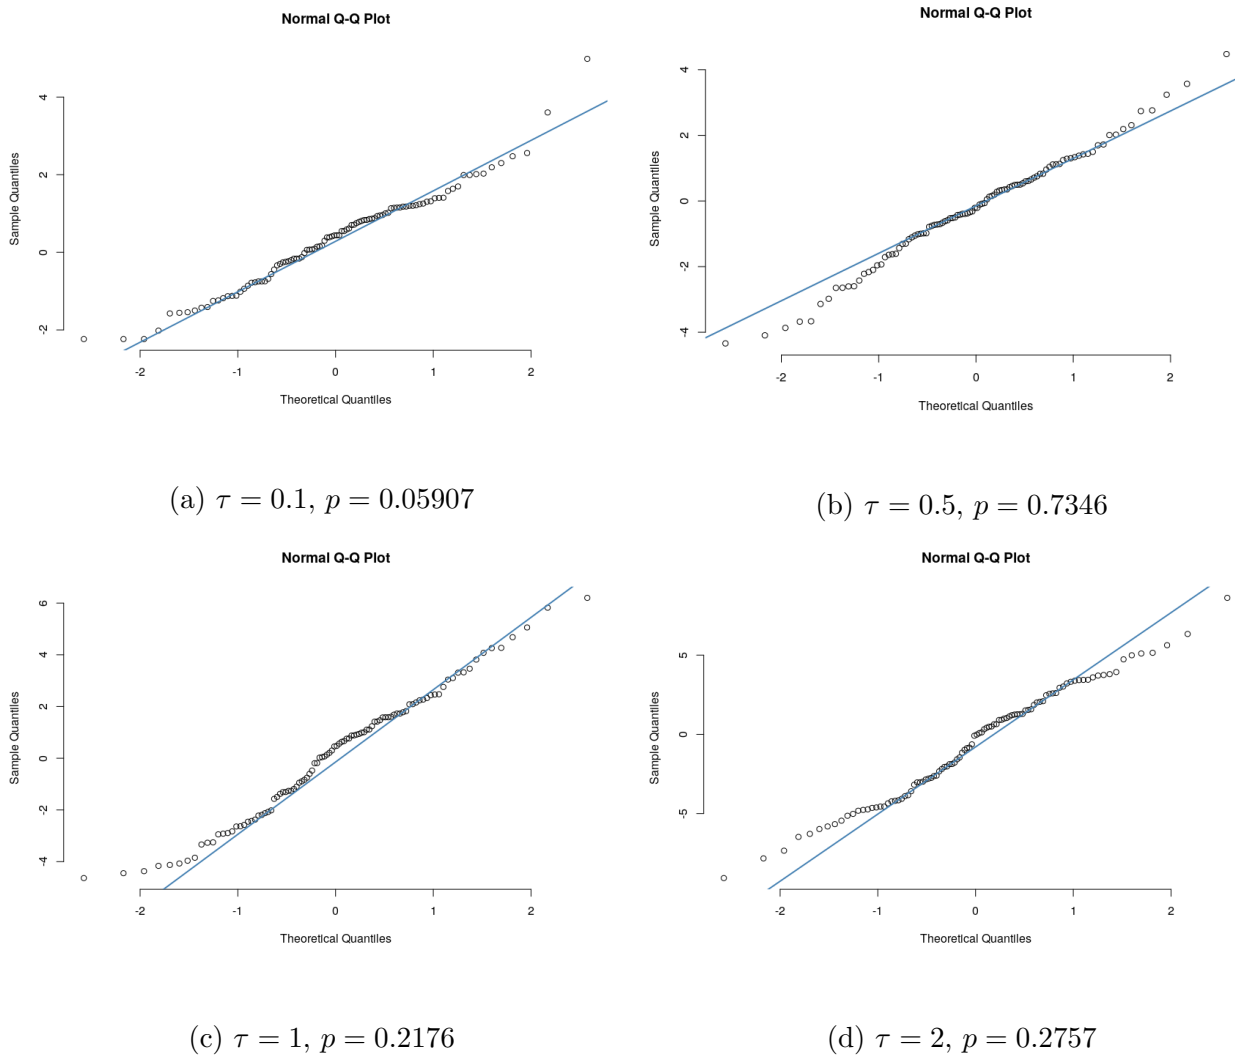 Normal Q-Q Plot
Sample Quantiles
4
2
0
-2
-2 -1 0 1 2
Theoretical Quantiles
(a) τ = 0.1, p = 0.05907
Normal Q-Q Plot
Sample Quantiles
4
2
0
-2
-4
-2 -1 0 1 2
Theoretical Quantiles
(b) τ = 0.5, p = 0.7346
Normal Q-Q Plot
Sample Quantiles
6
4
2
0
-2
-4
-2 -1 0 1 2
Theoretical Quantiles
(c) τ = 1, p = 0.2176
Normal Q-Q Plot
Sample Quantiles
5
0
-5
-2 -1 0 1 2
Theoretical Quantiles
(d) τ = 2, p = 0.2757